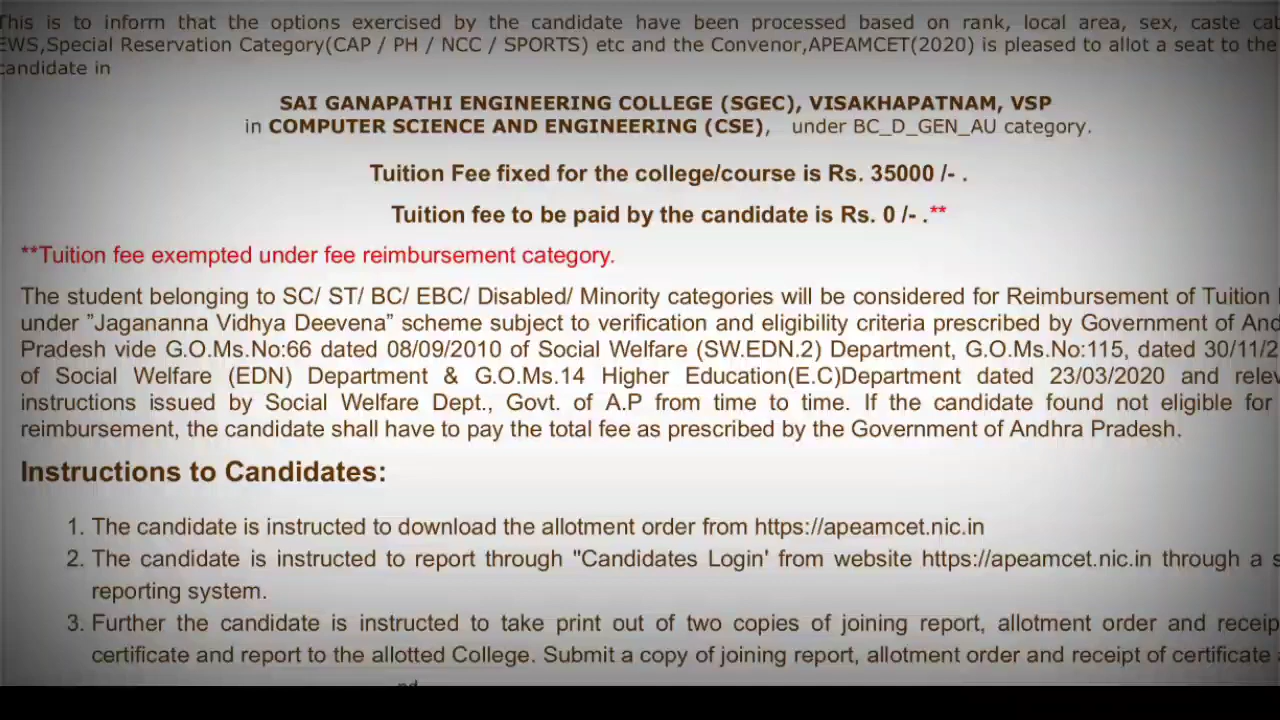 This is to inform that the options exercised by the candidate have been processed based on rank, local area, sex, caste
EWS,Special Reservation Category(CAP / PH / NCC / SPORTS) etc and the Convenor,APEAMCET(2020) is pleased to allot a seat to the
candidate in
SAI GANAPATHI ENGINEERING COLLEGE (SGEC), VISAKHAPATNAM, VSP
in COMPUTER SCIENCE AND ENGINEERING (CSE), under BC_D_GEN_AU category.
Tuition Fee fixed for the college/course is Rs. 35000 /- .
Tuition fee to be paid by the candidate is Rs. 0 /- .**
**Tuition fee exempted under fee reimbursement category.
The student belonging to SC/ ST/ BC/ EBC/ Disabled/ Minority categories will be considered for Reimbursement of Tuition
under ”Jagananna Vidhya Deevena” scheme subject to verification and eligibility criteria prescribed by Government of
Pradesh vide G.O.Ms.No:66 dated 08/09/2010 of Social Welfare (SW.EDN.2) Department, G.O.Ms.No:115, dated
of Social Welfare (EDN) Department & G.O.Ms.14 Higher Education(E.C)Department dated 23/03/2020 and
instructions issued by Social Welfare Dept., Govt. of A.P from time to time. If the candidate found not eligible for
reimbursement, the candidate shall have to pay the total fee as prescribed by the Government of Andhra Pradesh.
Instructions to Candidates:
1. The candidate is instructed to download the allotment order from https://apeamcet.nic.in
2. The candidate is instructed to report through "Candidates Login' from website https://apeamcet.nic.in through a
reporting system.
3. Further the candidate is instructed to take print out of two copies of joining report, allotment order and
certificate and report to the allotted College. Submit a copy of joining report, allotment order and receipt of certificate